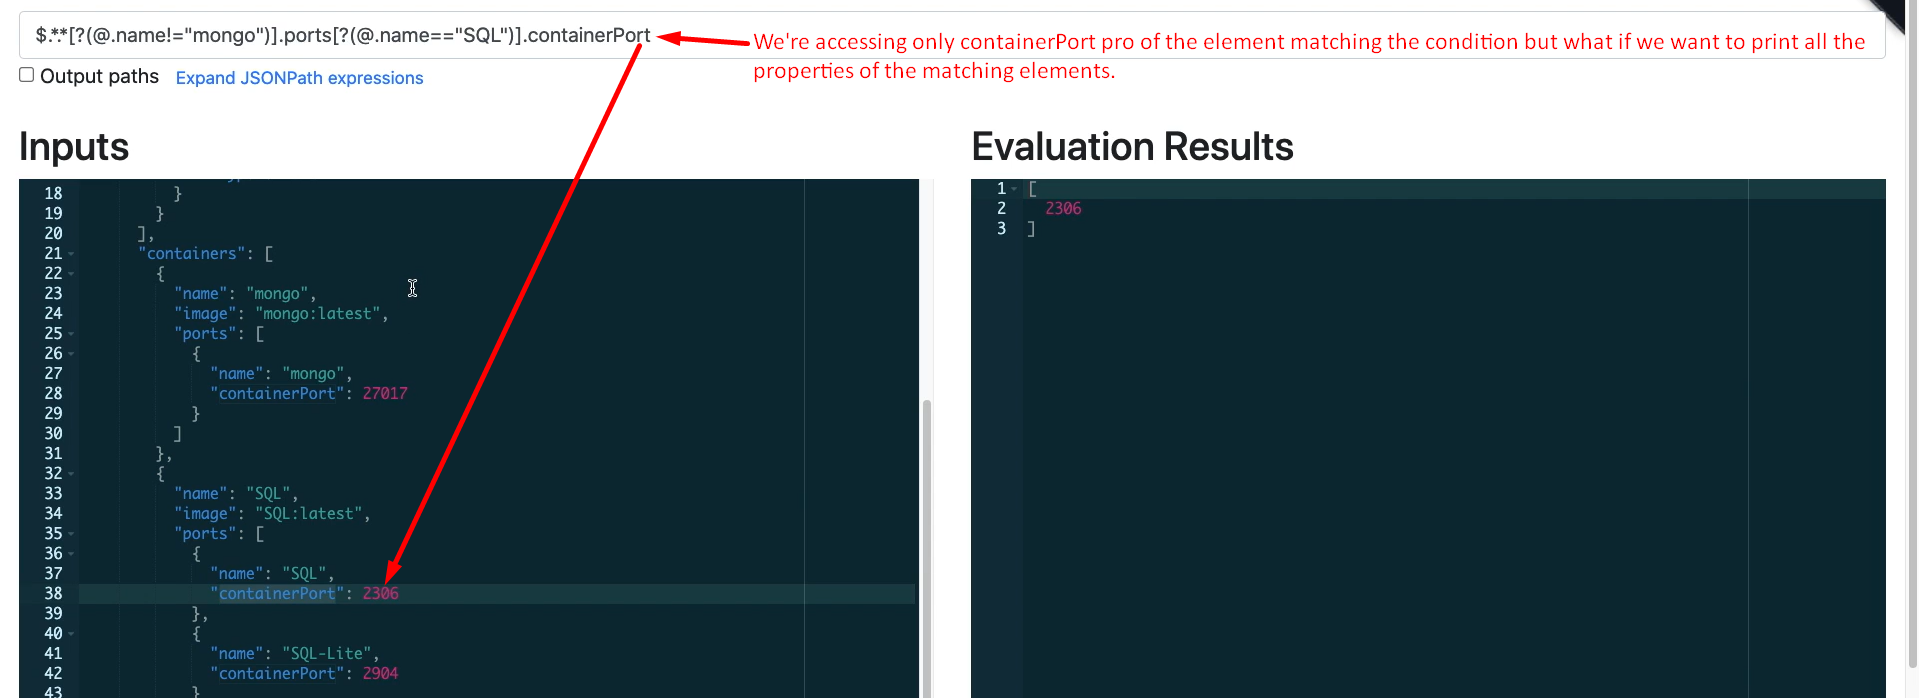 $.**[?(@.name!="mongo")].ports[?(@.name=="SQL")].containerPort
We're accessing only containerPort pro of the element matching the condition but what if we want to print all the
properties of the matching elements.
Output paths Expand JSONPath expressions
Inputs
18 }
19 }
20 ],
21 "containers": [
22 {
23 "name": "mongo",
24 "image": "mongo:latest",
25 "ports": [
26 {
27 "name": "mongo",
28 "containerPort": 27017
29 }
30 ]
31 },
32 {
33 "name": "SQL",
34 "image": "SQL:latest",
35 "ports": [
36 {
37 "name": "SQL",
38 "containerPort": 2306
39 },
40 {
41 "name": "SQL-Lite",
42 "containerPort": 2904
43 }
Evaluation Results
1 [
2 2306
3 ]